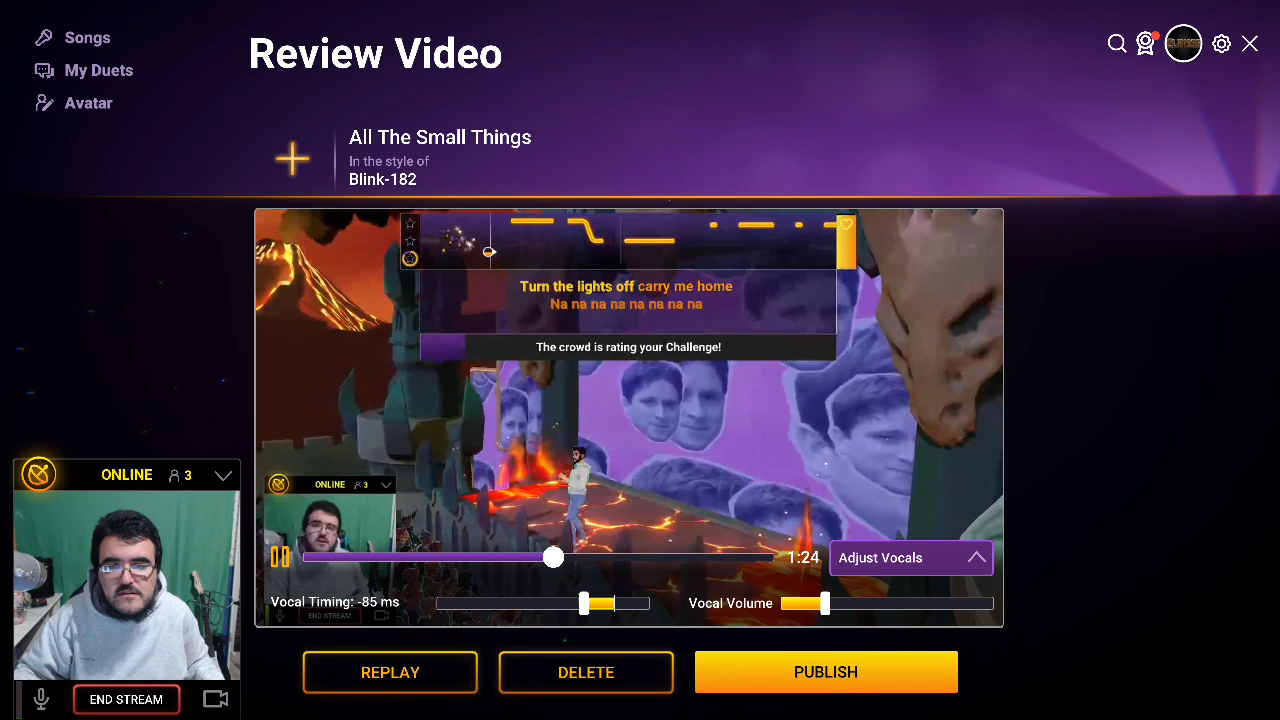 Songs
My Duets
Avatar
Review Video
All The Small Things
In the style of
Blink-182
Turn the lights off carry me home
Na na na na na na na na
The crowd is rating your Challenge!
ONLINE 3
ONLINE 3
1:24
Adjust Vocals
Vocal Timing: -85 ms
Vocal Volume
END STREAM
REPLAY
DELETE
PUBLISH
END STREAM